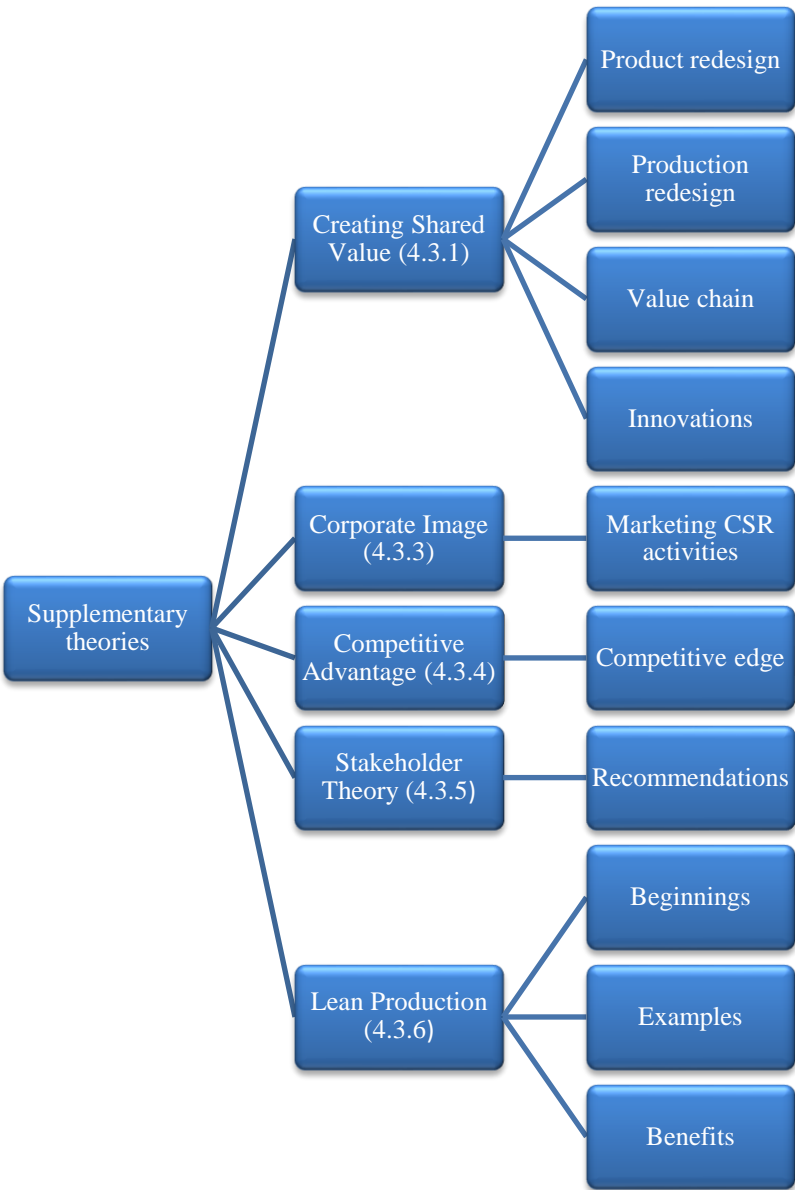 Product redesign
Production
redesign
Creating Shared
Value (4.3.1)
Value chain
Innovations
Corporate Image
(4.3.3)
Marketing CSR
activities
Supplementary
theories
Competitive
Advantage (4.3.4)
Competitive edge
Stakeholder
Theory (4.3.5)
Recommendations
Beginnings
Lean Production
(4.3.6)
Examples
Benefits